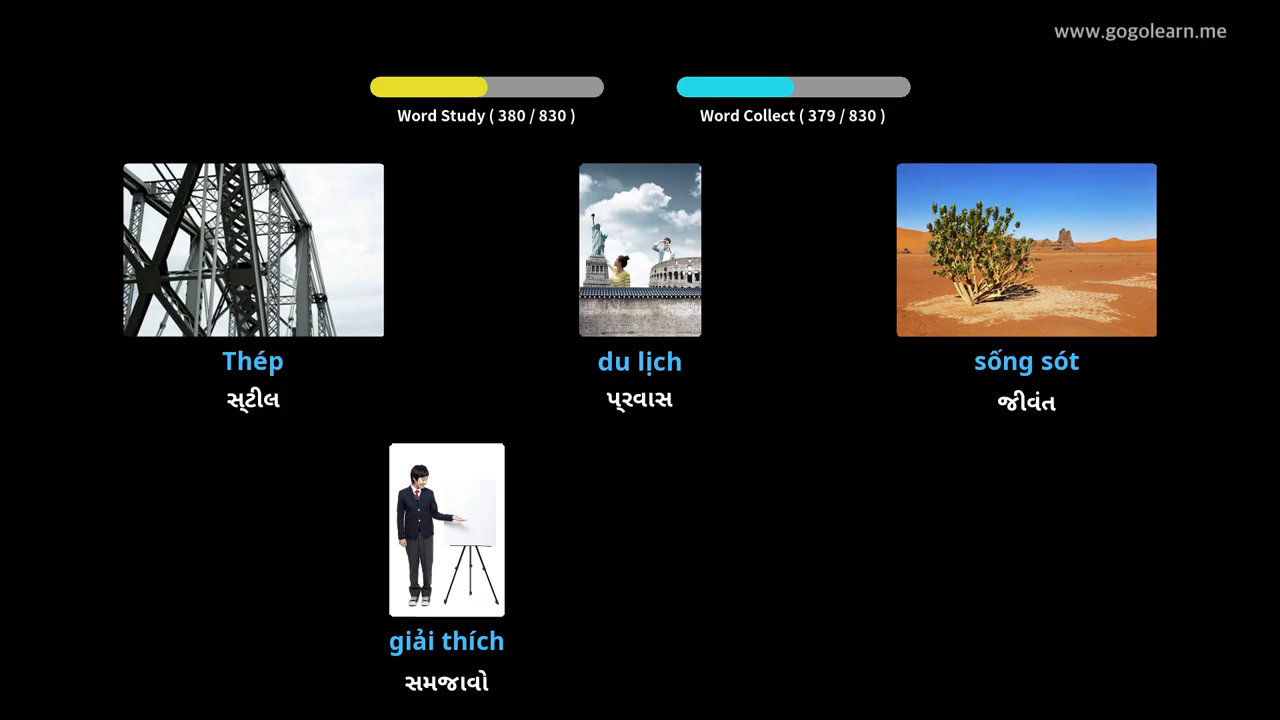 www.gogolearn.me
Word Study ( 380 / 830 )
Word Collect ( 379 / 830 )
Thép
du lịch
sống sót
સ્ટીલ
પ્રવાસ
જીવંત
giải thích
સમજાવો